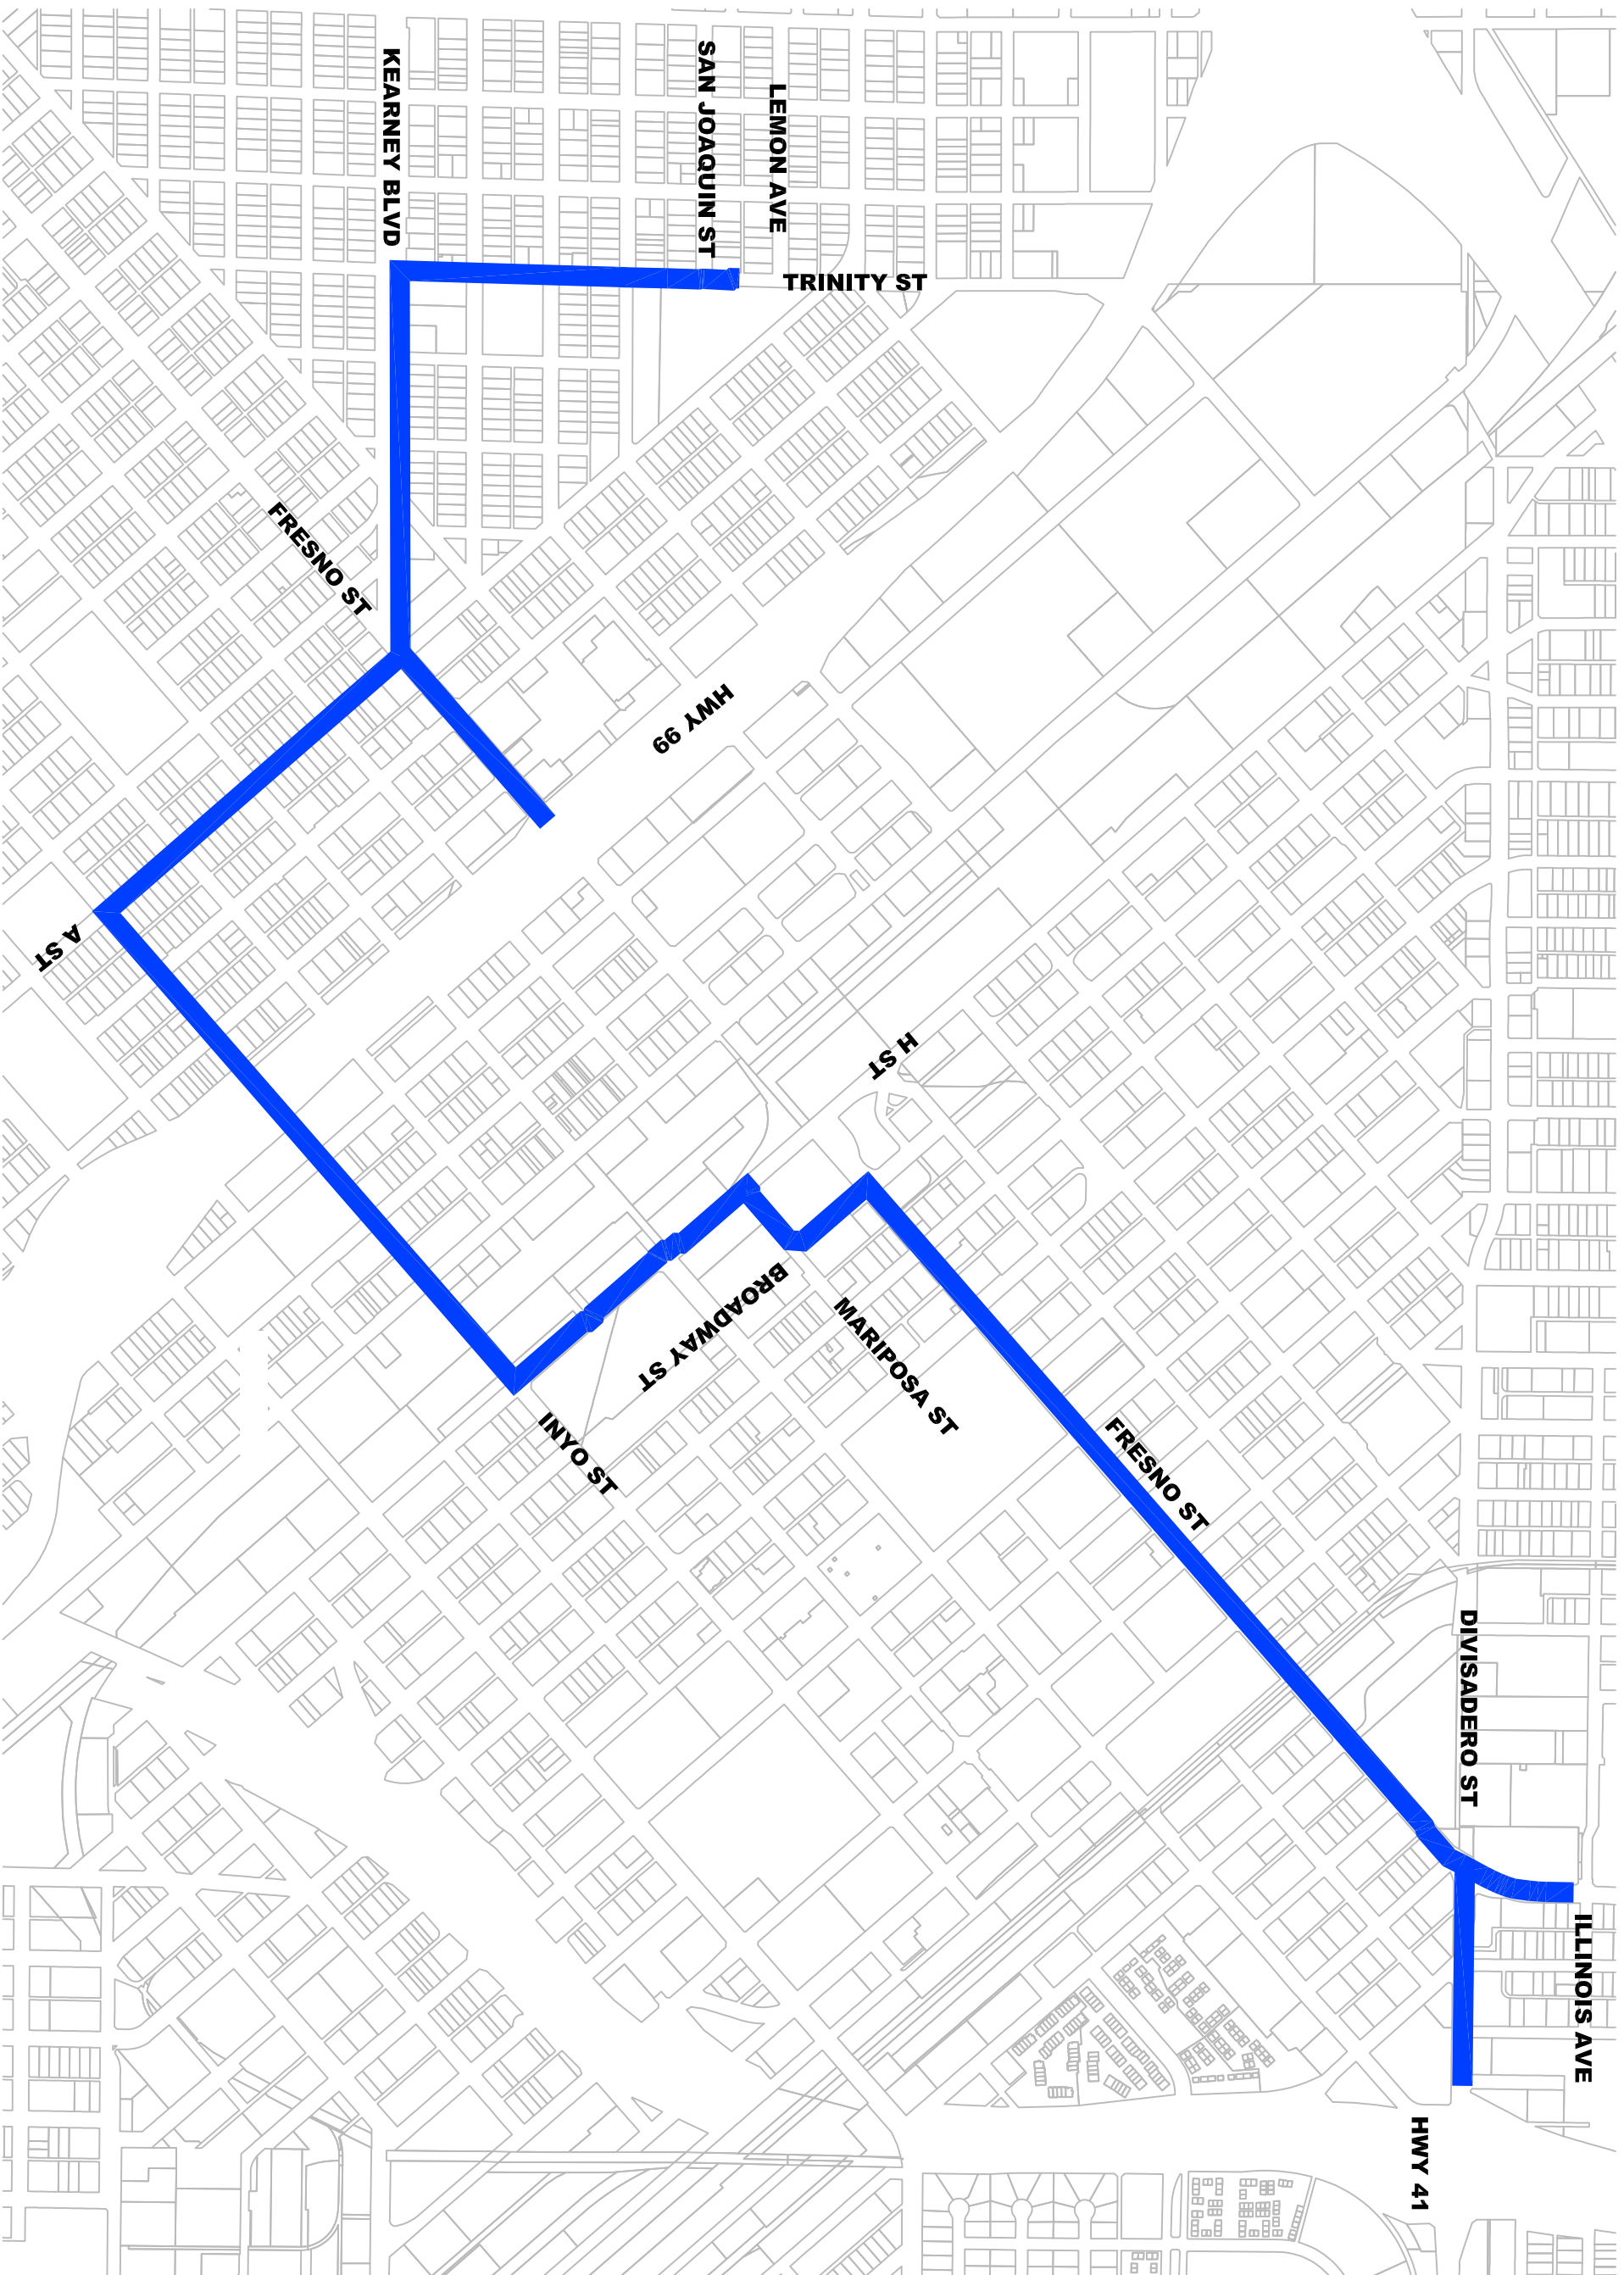 KEARNEY BLVD
SAN JOAQUIN ST
LEMON AVE
TRINITY ST
FRESNO ST
HWY 99
A ST
H ST
BROADWAY ST
MARIPOSA ST
INYO ST
FRESNO ST
DIVISADERO ST
ILLINOIS AVE
HWY 41